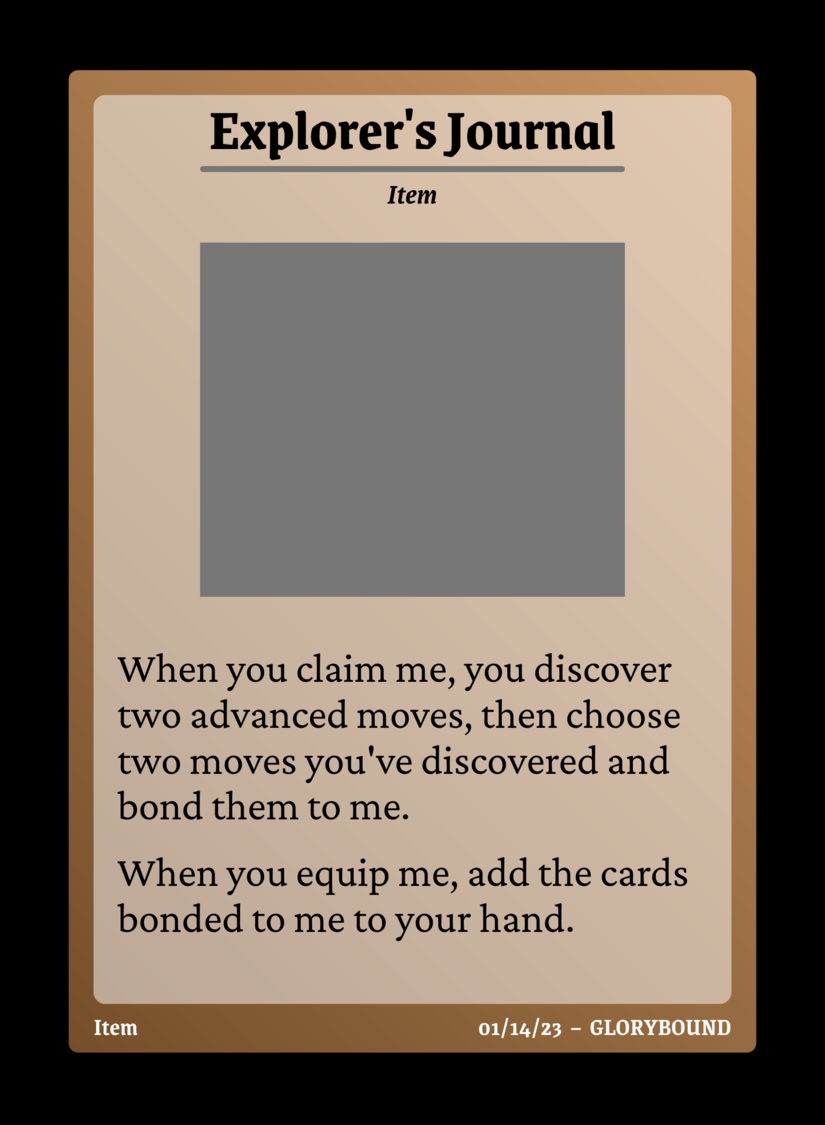 Explorer's Journal
Item
When you claim me, you discover
two advanced moves, then choose
two moves you've discovered and
bond them to me.
When you equip me, add the cards
bonded to me to your hand.
Item
01/14/23 – GLORYBOUND